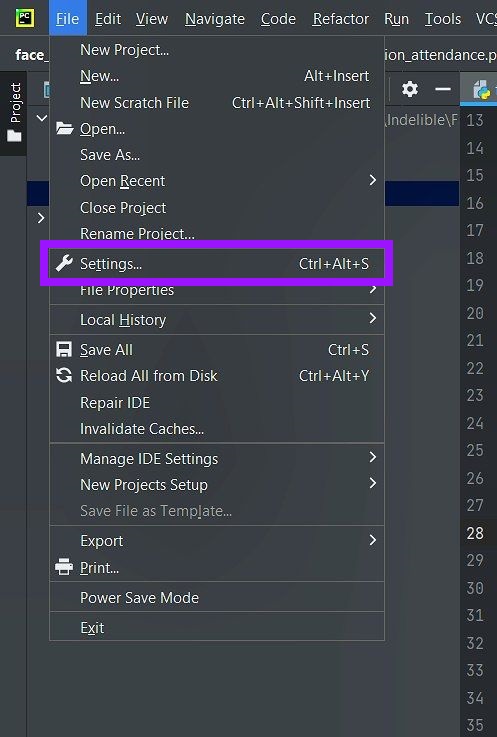 PC
File Edit View Navigate Code Refactor Run Tools VCS
face_ ion_attendance.p
Project
New Project...
New... Alt+Insert
New Scratch File Ctrl+Alt+Shift+Insert
Open...
Save As...
Open Recent
Close Project
Rename Project...
Settings... Ctrl+Alt+S
File Properties
Local History
Save All Ctrl+S
Reload All from Disk Ctrl+Alt+Y
Repair IDE
Invalidate Caches...
Manage IDE Settings
New Projects Setup
Save File as Template...
Export
Print...
Power Save Mode
Exit
\Indelible\F
13
14
15
16
17
18
19
20
21
22
23
24
25
26
27
28
29
30
31
32
33
34
35